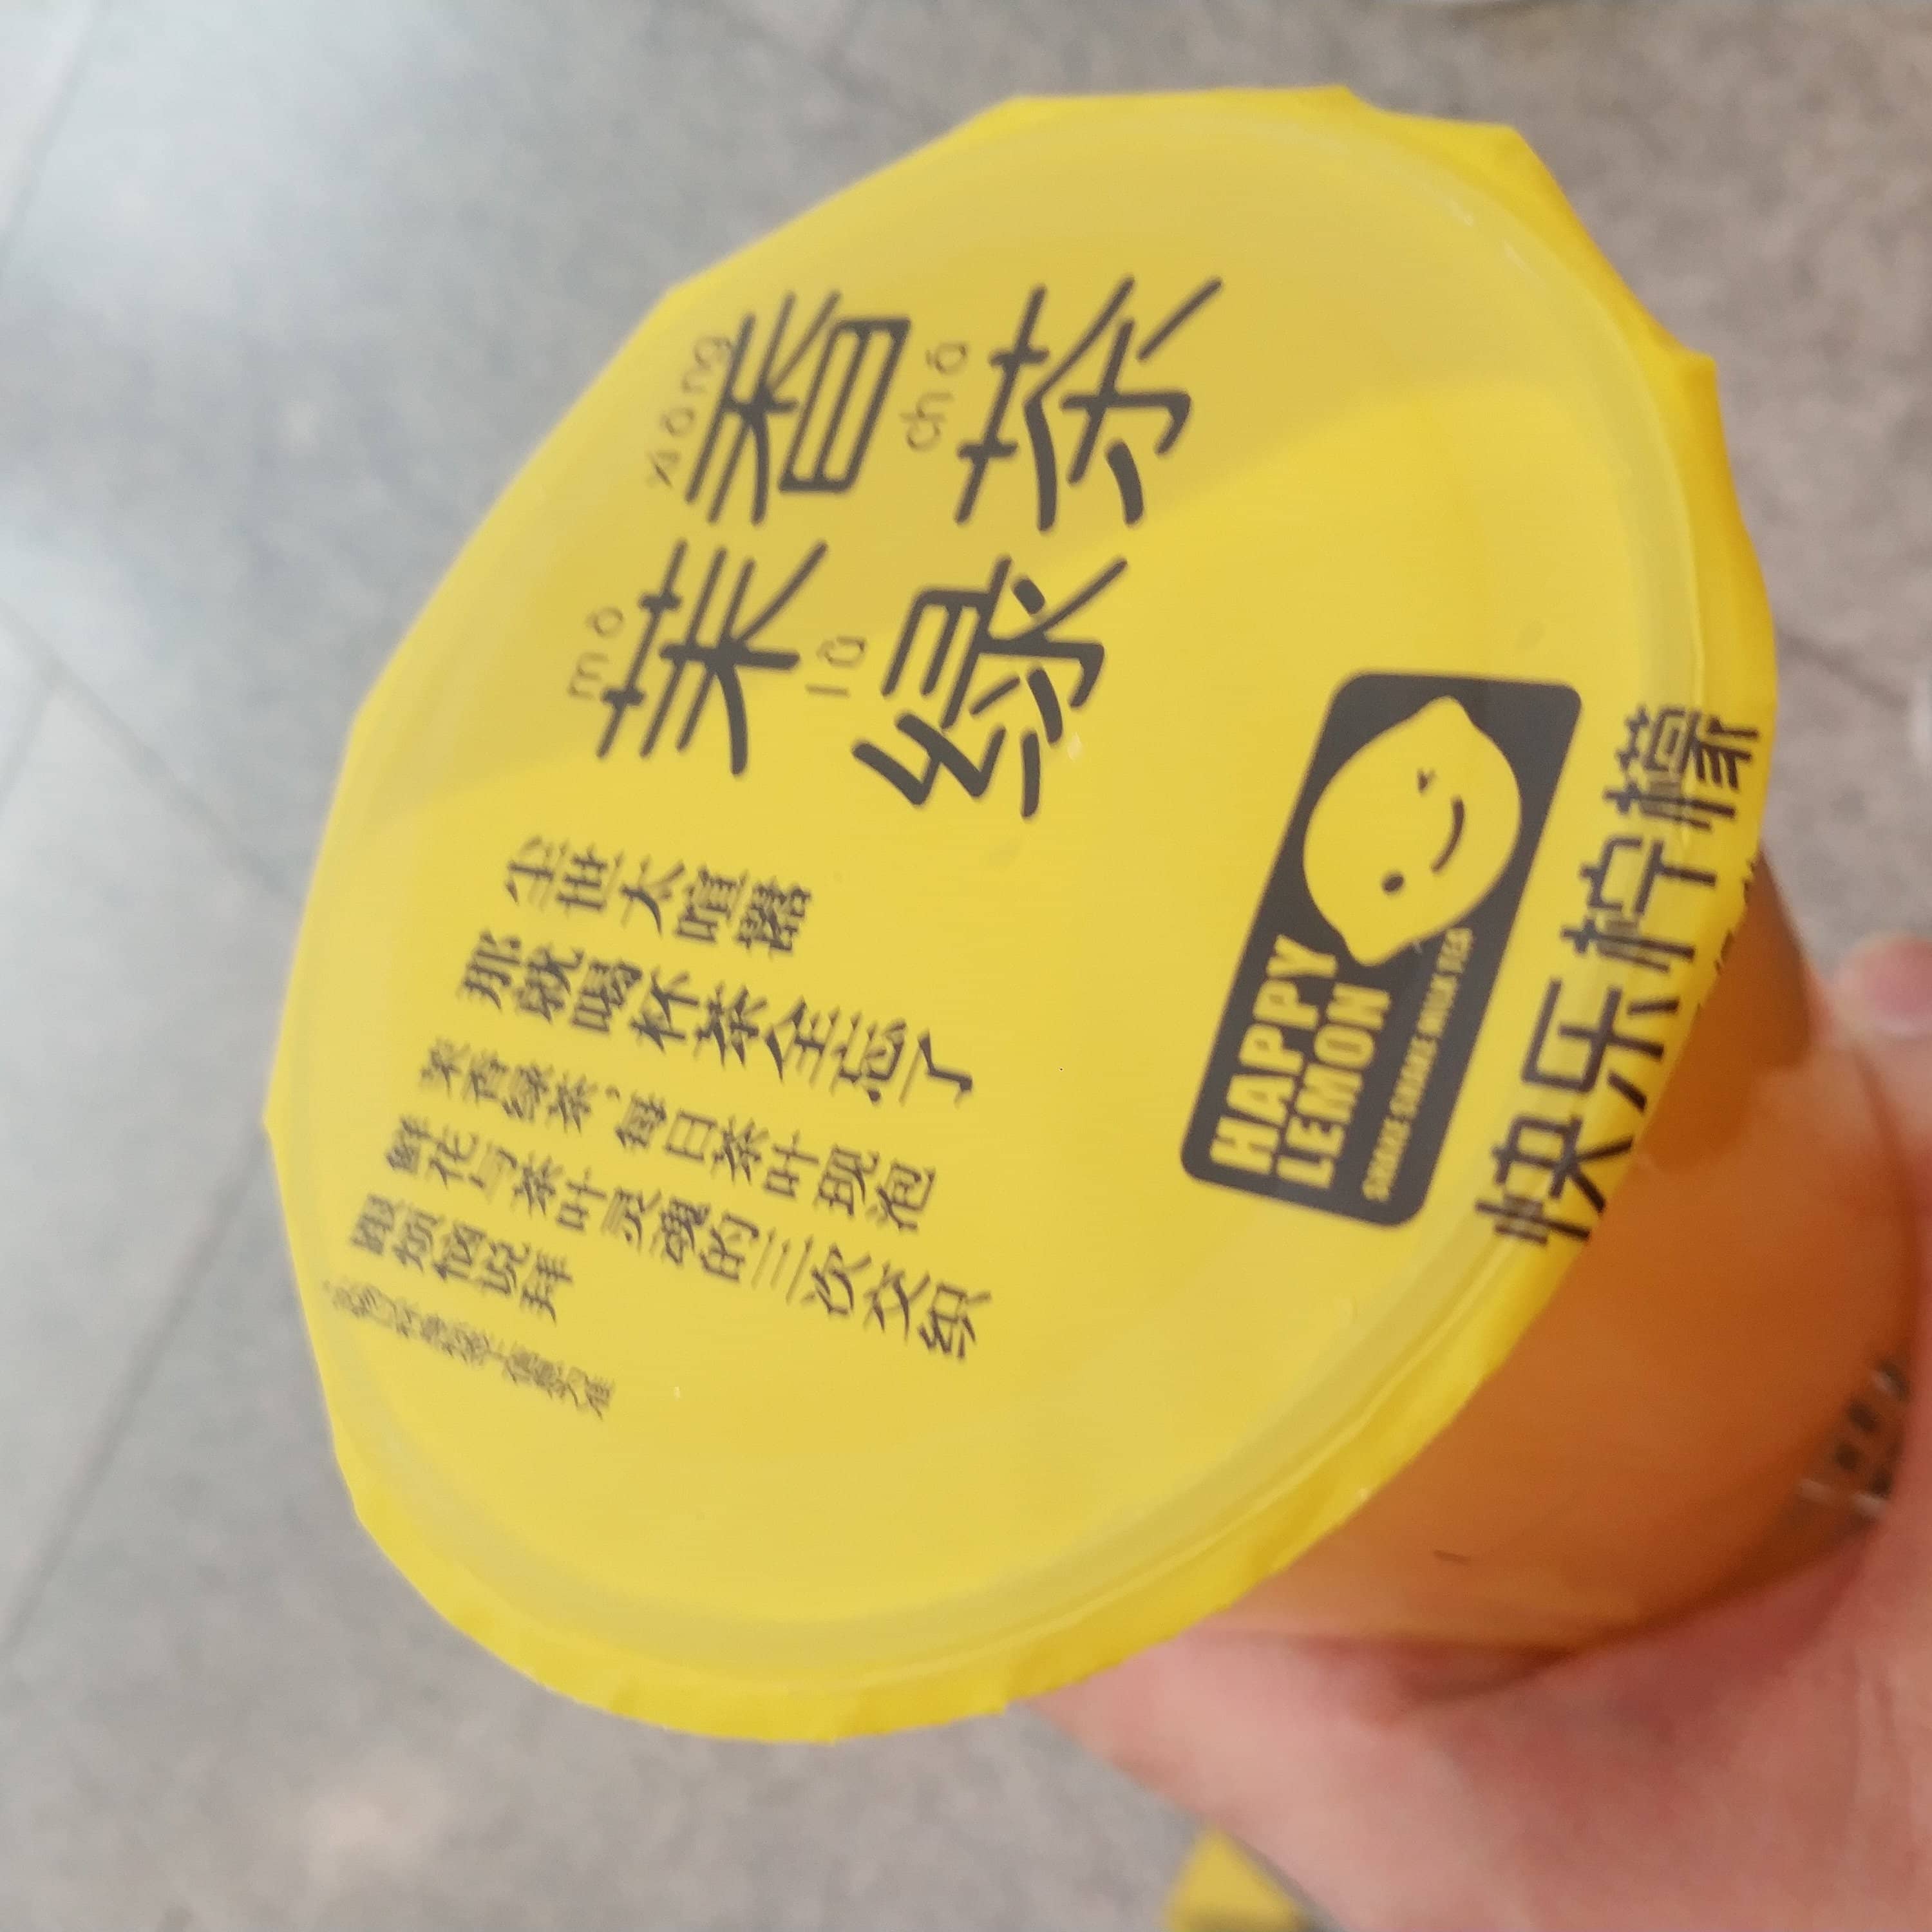 mò xiāng
茉香
lǜ chá
绿茶
尘世太喧嚣
那就喝杯茶全忘了
茉香绿茶，每日茶叶现泡
鲜花与茶叶灵魂的三次交织
跟烦恼说拜
HAPPY
LEMON
SHAKE SHAKE MILK TEA
快乐柠檬